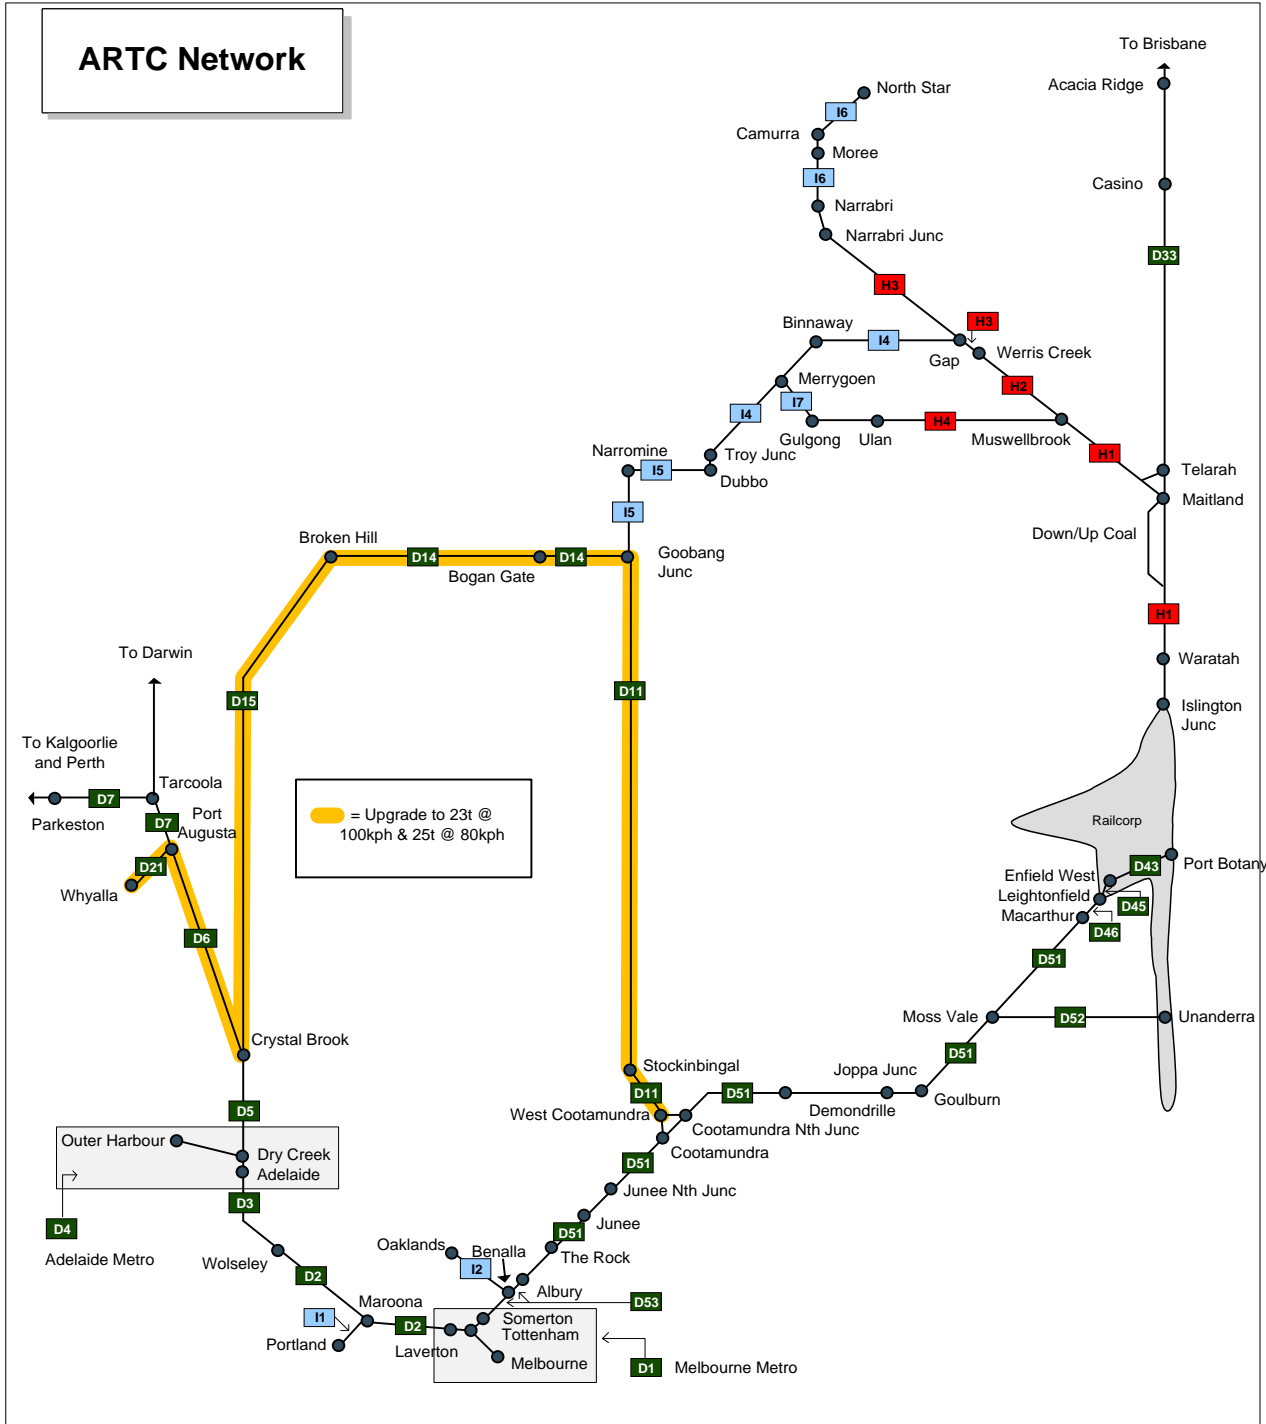 ARTC Network
To Brisbane
Acacia Ridge
North Star
I6
Camurra
Moree
I6
Casino
Narrabri
Narrabri Junc
D33
H3
Binnaway
H3
I4
Gap
Werris Creek
Merrygoen
H2
I7
I4
H4
Gulgong
Ulan
Muswellbrook
Narromine
Troy Junc
H1
I5
Dubbo
Telarah
Maitland
I5
Down/Up Coal
Broken Hill
D14
D14
Bogan Gate
Goobang
Junc
H1
To Darwin
Waratah
D15
D11
Islington
Junc
To Kalgoorlie
and Perth
Tarcoola
D7
Parkeston
D7
Port
Augusta
= Upgrade to 23t @
100kph & 25t @ 80kph
Railcorp
D21
Whyalla
D43
Port Botany
Enfield West
Leightonfield
Macarthur
D45
D46
D6
D51
Moss Vale
D52
Unanderra
Crystal Brook
D51
Stockinbingal
Joppa Junc
D11
D51
Demondrille
Goulburn
D5
West Cootamundra
Cootamundra Nth Junc
Outer Harbour
Dry Creek
Adelaide
Cootamundra
D51
D3
Junee Nth Junc
D4
Adelaide Metro
Junee
D51
Oaklands
Benalla
The Rock
Wolseley
I2
D2
Albury
D53
Maroona
I1
D2
Somerton
Tottenham
Portland
Laverton
Melbourne
D1
Melbourne Metro